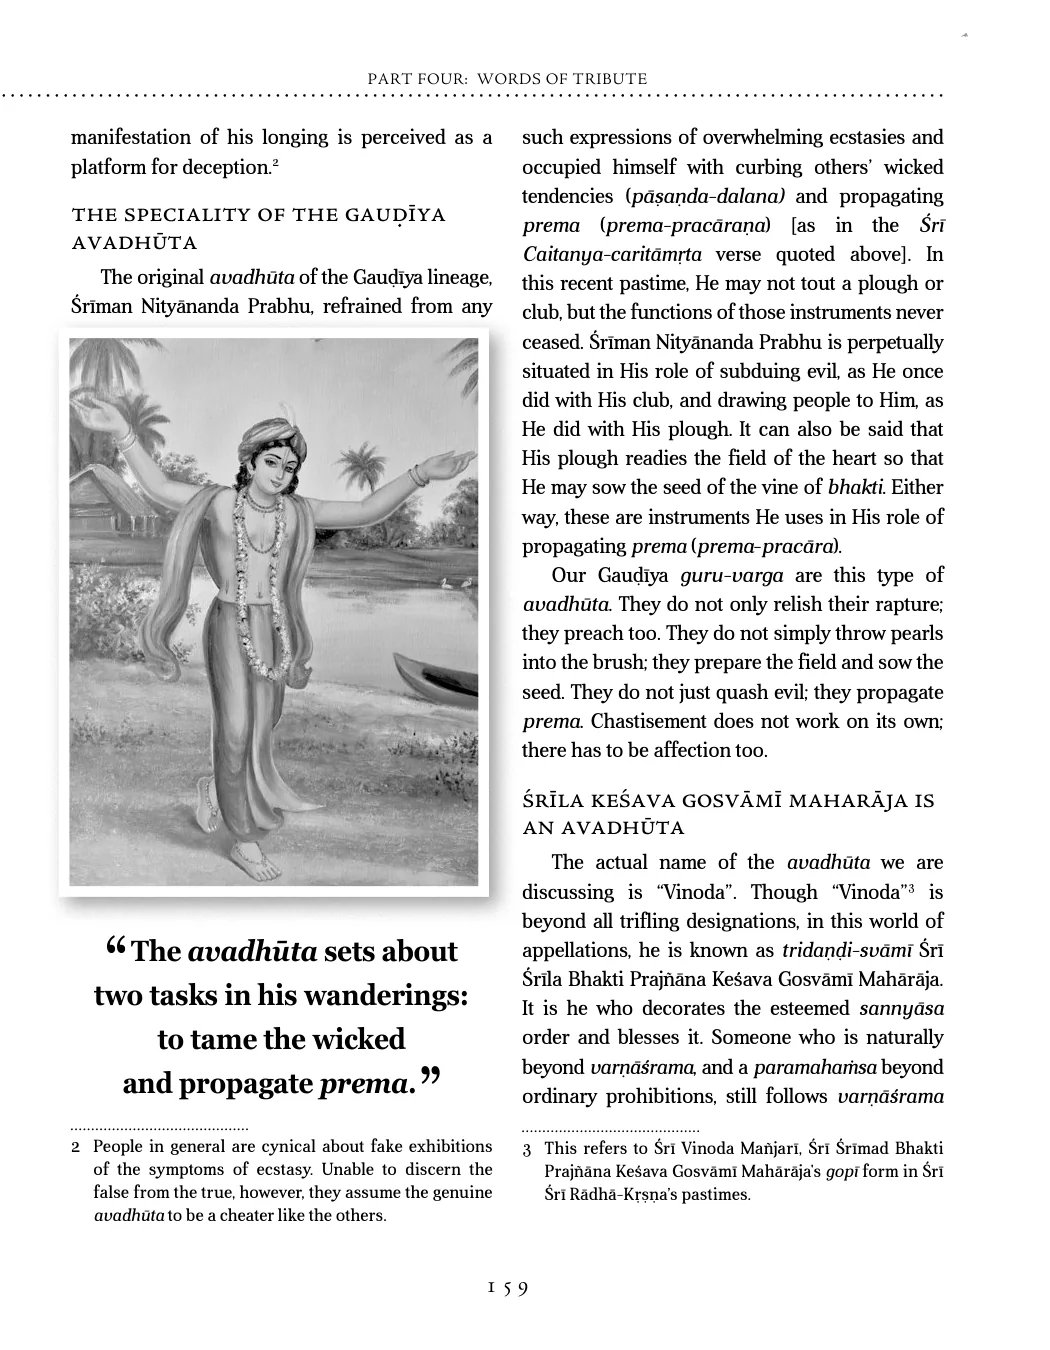 PART FOUR: WORDS OF TRIBUTE
manifestation of his longing is perceived as a
platform for deception.2
THE SPECIALITY OF THE GAUḌĪYA
AVADHŪTA
The original avadhūta of the Gauḍīya lineage,
Śrīman Nityānanda Prabhu, refrained from any
“The avadhūta sets about
two tasks in his wanderings:
to tame the wicked
and propagate prema.”
2 People in general are cynical about fake exhibitions
of the symptoms of ecstasy. Unable to discern the
false from the true, however, they assume the genuine
avadhūta to be a cheater like the others.
such expressions of overwhelming ecstasies and
occupied himself with curbing others’ wicked
tendencies (pāṣaṇda-dalana) and propagating
prema (prema-pracāraṇa) [as in the Śrī
Caitanya-caritāmṛta verse quoted above]. In
this recent pastime, He may not tout a plough or
club, but the functions of those instruments never
ceased. Śrīman Nityānanda Prabhu is perpetually
situated in His role of subduing evil, as He once
did with His club, and drawing people to Him, as
He did with His plough. It can also be said that
His plough readies the field of the heart so that
He may sow the seed of the vine of bhakti. Either
way, these are instruments He uses in His role of
propagating prema (prema-pracāra).
Our Gauḍīya guru-varga are this type of
avadhūta. They do not only relish their rapture;
they preach too. They do not simply throw pearls
into the brush; they prepare the field and sow the
seed. They do not just quash evil; they propagate
prema. Chastisement does not work on its own;
there has to be affection too.
ŚRĪLA KEŚAVA GOSVĀMĪ MAHARĀJA IS
AN AVADHŪTA
The actual name of the avadhūta we are
discussing is “Vinoda”. Though “Vinoda”3 is
beyond all trifling designations, in this world of
appellations, he is known as tridaṇḍi-svāmī Śrī
Śrīla Bhakti Prajñāna Keśava Gosvāmī Mahārāja.
It is he who decorates the esteemed sannyāsa
order and blesses it. Someone who is naturally
beyond varṇāśrama, and a paramahaṁsa beyond
ordinary prohibitions, still follows varṇāśrama
3 This refers to Śrī Vinoda Mañjarī, Śrī Śrīmad Bhakti
Prajñāna Keśava Gosvāmī Mahārāja’s gopī form in Śrī
Śrī Rādhā-Kṛṣṇa’s pastimes.
159